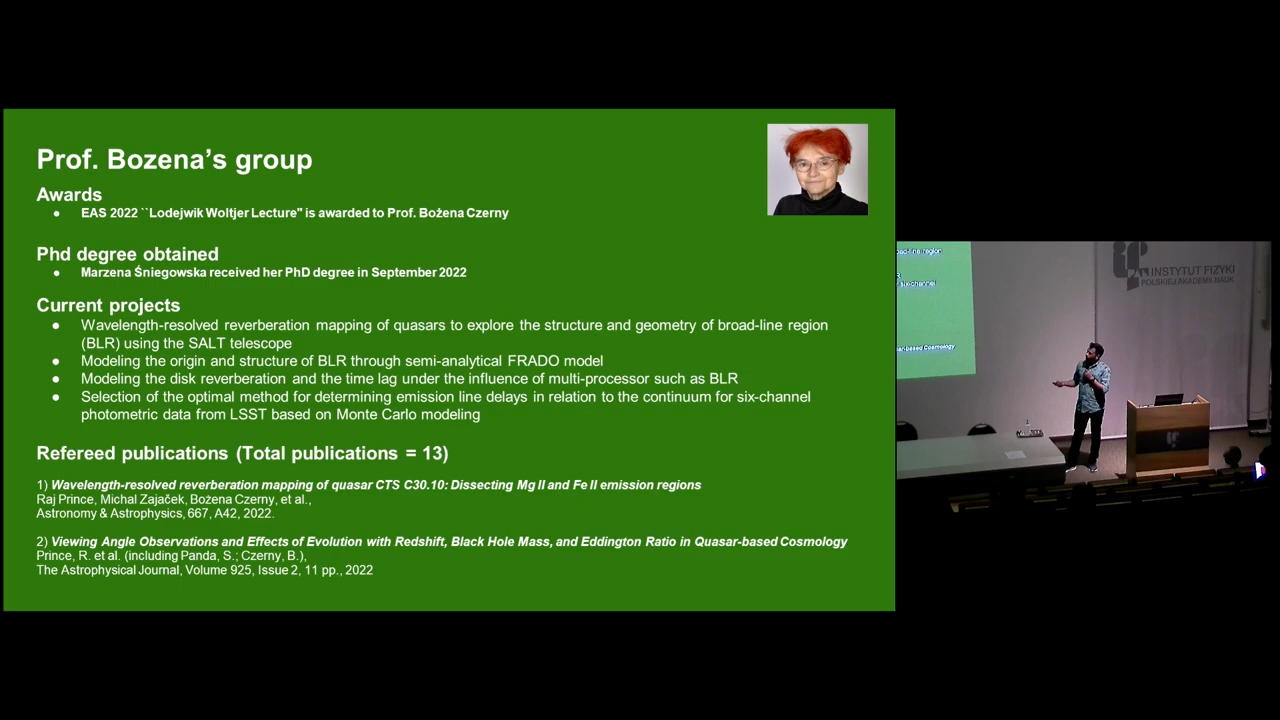 Prof. Bozena's group
Awards
● EAS 2022 ``Lodejwik Woltjer Lecture" is awarded to Prof. Bożena Czerny
Phd degree obtained
● Marzena Śniegowska received her PhD degree in September 2022
Current projects
● Wavelength-resolved reverberation mapping of quasars to explore the structure and geometry of broad-line region
(BLR) using the SALT telescope
● Modeling the origin and structure of BLR through semi-analytical FRADO model
● Modeling the disk reverberation and the time lag under the influence of multi-processor such as BLR
● Selection of the optimal method for determining emission line delays in relation to the continuum for six-channel
photometric data from LSST based on Monte Carlo modeling
Refereed publications (Total publications = 13)
1) Wavelength-resolved reverberation mapping of quasar CTS C30.10: Dissecting Mg II and Fe II emission regions
Raj Prince, Michal Zajaček, Bożena Czerny, et al.,
Astronomy & Astrophysics, 667, A42, 2022.
2) Viewing Angle Observations and Effects of Evolution with Redshift, Black Hole Mass, and Eddington Ratio in Quasar-based Cosmology
Prince, R. et al. (including Panda, S.; Czerny, B.),
The Astrophysical Journal, Volume 925, Issue 2, 11 pp., 2022
oad-line region
six-channel
sar-based Cosmology
INSTYTUT FIZYKI
POLSKIEJ AKADEMII NAUK